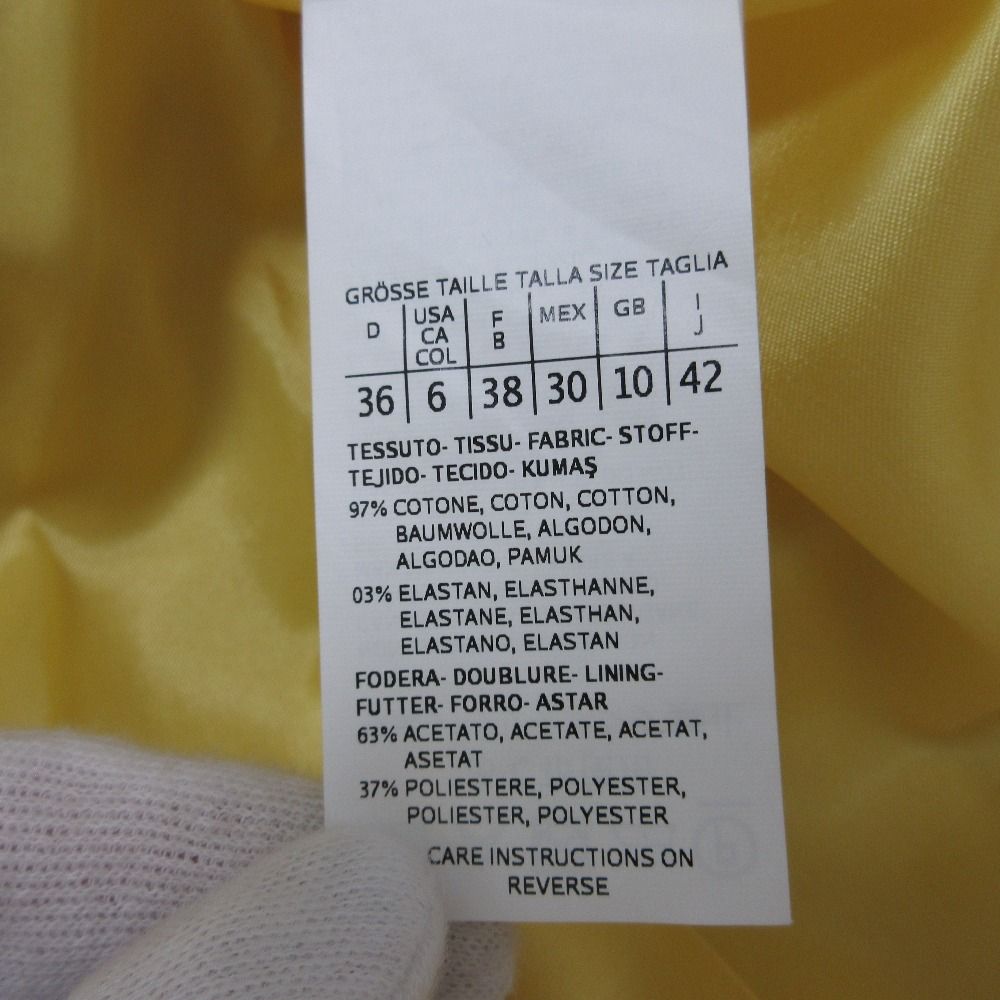 GRÖSSE TAILLE TALLA SIZE TAGLIA
D USA CA COL F B MEX GB I J
36 6 38 30 10 42
TESSUTO- TISSU- FABRIC- STOFF-
TEJIDO- TECIDO- KUMAŞ
97% COTONE, COTON, COTTON,
BAUMWOLLE, ALGODON,
ALGODAO, PAMUK
03% ELASTAN, ELASTHANNE,
ELASTANE, ELASTHAN,
ELASTANO, ELASTAN
FODERA- DOUBLURE- LINING-
FUTTER- FORRO- ASTAR
63% ACETATO, ACETATE, ACETAT,
ASETAT
37% POLIESTERE, POLYESTER,
POLIESTER, POLYESTER
CARE INSTRUCTIONS ON
REVERSE